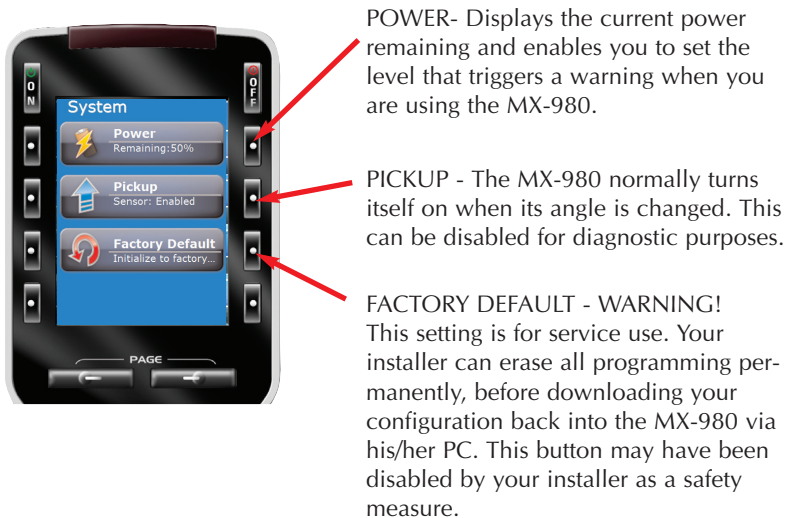 ON
OFF
System
Power
Remaining:50%
Pickup
Sensor: Enabled
Factory Default
Initialize to factory...
PAGE
POWER- Displays the current power
remaining and enables you to set the
level that triggers a warning when you
are using the MX-980.
PICKUP - The MX-980 normally turns
itself on when its angle is changed. This
can be disabled for diagnostic purposes.
FACTORY DEFAULT - WARNING!
This setting is for service use. Your
installer can erase all programming per-
manently, before downloading your
configuration back into the MX-980 via
his/her PC. This button may have been
disabled by your installer as a safety
measure.